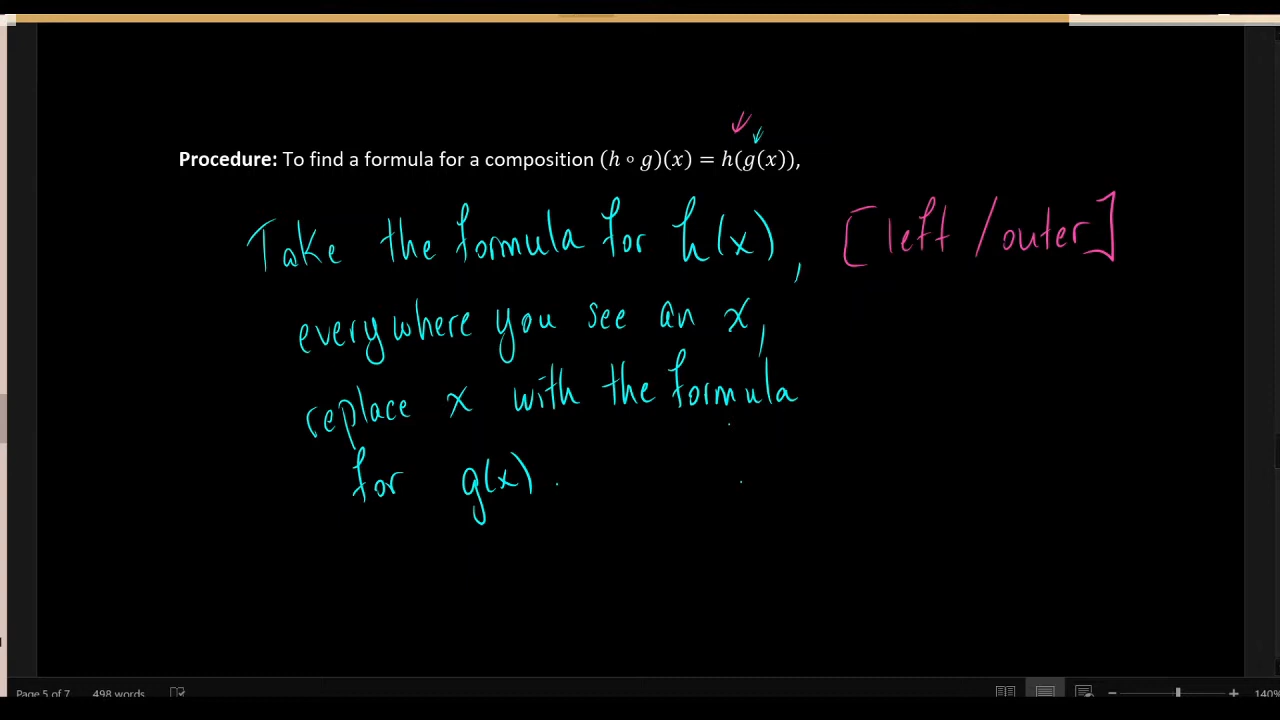 Procedure: To find a formula for a composition (h ∘ g)(x) = h(g(x)),
Take the formula for h(x), [left/outer]
everywhere you see an x,
replace x with the formula
for g(x).
Page 5 of 7 498 words 140%